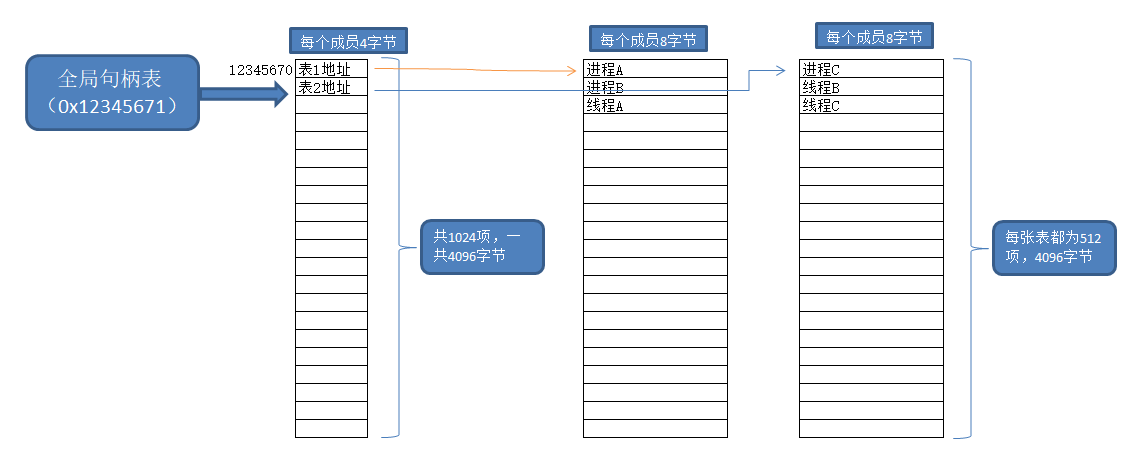 每个成员4字节
每个成员8字节
每个成员8字节
全局句柄表
（0x12345671）
12345670
表1地址
表2地址
进程A
进程B
线程A
进程C
线程B
线程C
共1024项，一
共4096字节
每张表都为512
项，4096字节